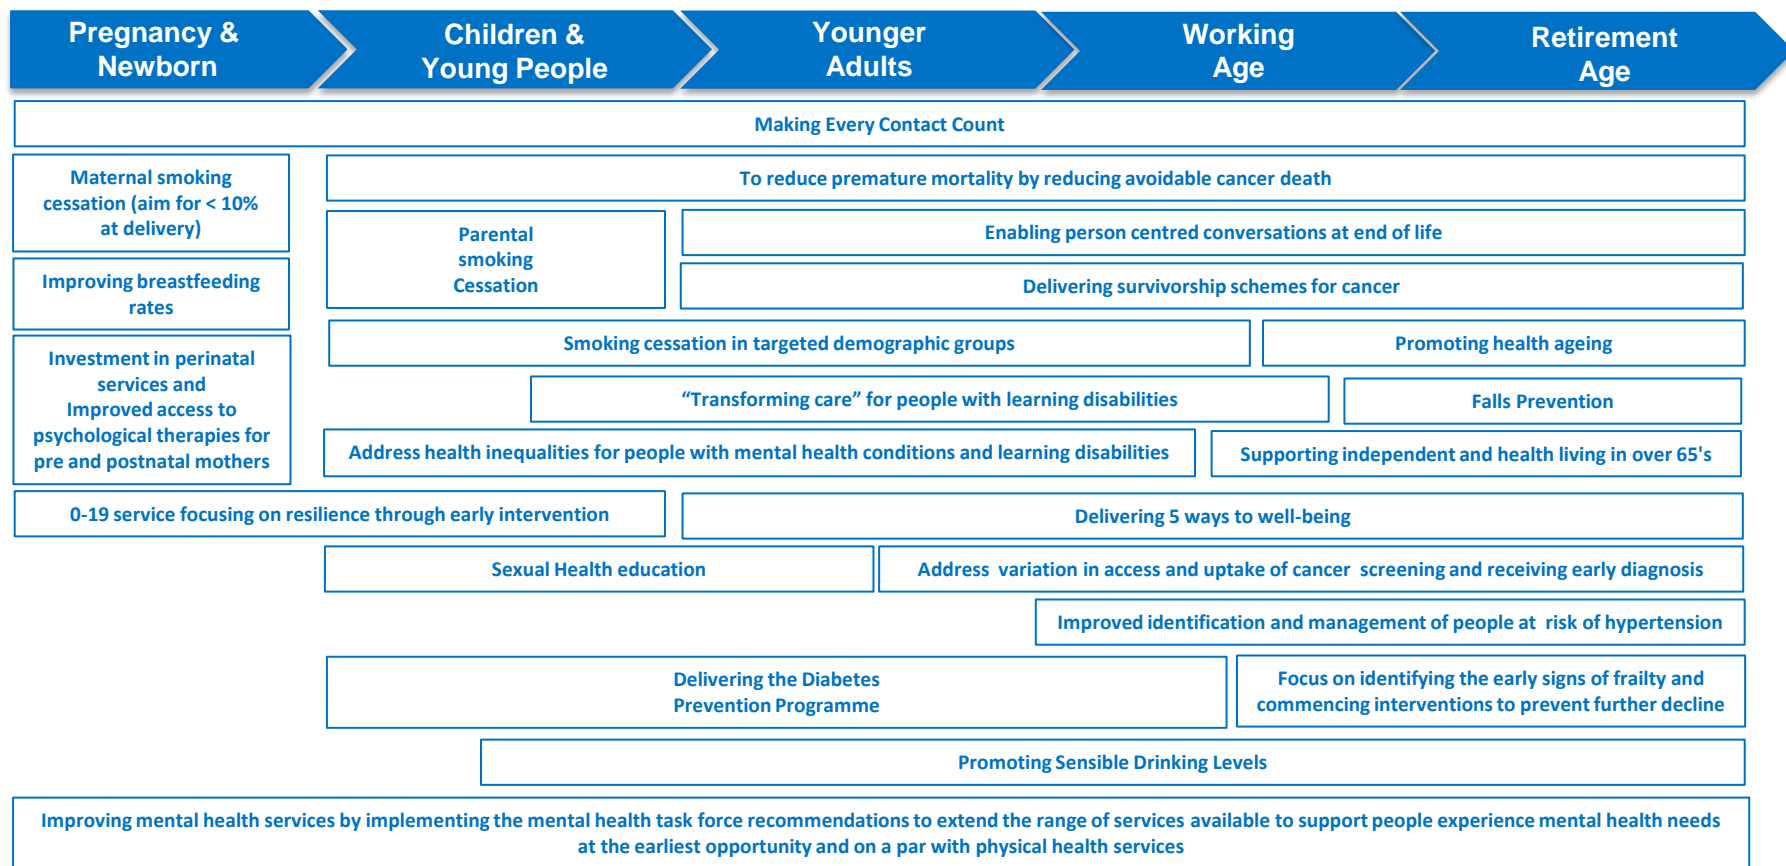 Pregnancy &
Newborn
Children &
Young People
Younger
Adults
Working
Age
Retirement
Age
Making Every Contact Count
Maternal smoking
cessation (aim for < 10%
at delivery)
To reduce premature mortality by reducing avoidable cancer death
Parental
smoking
Cessation
Enabling person centred conversations at end of life
Improving breastfeeding
rates
Delivering survivorship schemes for cancer
Investment in perinatal
services and
Improved access to
psychological therapies for
pre and postnatal mothers
Smoking cessation in targeted demographic groups
Promoting health ageing
“Transforming care” for people with learning disabilities
Falls Prevention
Address health inequalities for people with mental health conditions and learning disabilities
Supporting independent and health living in over 65's
0-19 service focusing on resilience through early intervention
Delivering 5 ways to well-being
Sexual Health education
Address variation in access and uptake of cancer screening and receiving early diagnosis
Improved identification and management of people at risk of hypertension
Delivering the Diabetes
Prevention Programme
Focus on identifying the early signs of frailty and
commencing interventions to prevent further decline
Promoting Sensible Drinking Levels
Improving mental health services by implementing the mental health task force recommendations to extend the range of services available to support people experience mental health needs
at the earliest opportunity and on a par with physical health services